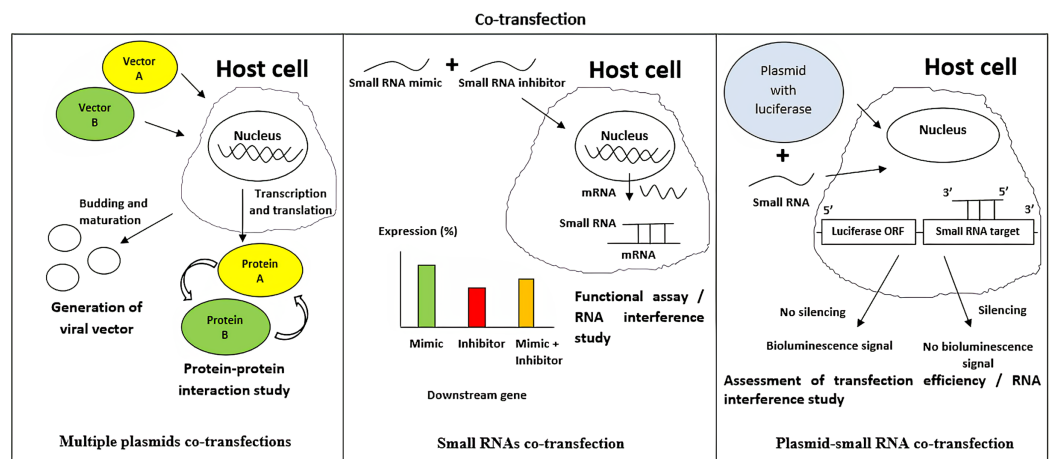 Co-transfection
Vector
A
Vector
B
Host cell
Nucleus
Transcription
and translation
Budding and
maturation
Protein
A
Protein
B
Generation of
viral vector
Protein-protein
interaction study
Multiple plasmids co-transfections
+
Small RNA mimic
Small RNA inhibitor
Host cell
Nucleus
mRNA
Small RNA
mRNA
Expression (%)
Mimic
Inhibitor
Mimic +
Inhibitor
Downstream gene
Functional assay /
RNA interference
study
Small RNAs co-transfection
Plasmid
with
luciferase
+
Small RNA
Host cell
Nucleus
3’
5’
5’
3’
Luciferase ORF
Small RNA target
No silencing
Silencing
Bioluminescence signal
No bioluminescence
signal
Assessment of transfection efficiency / RNA
interference study
Plasmid-small RNA co-transfection